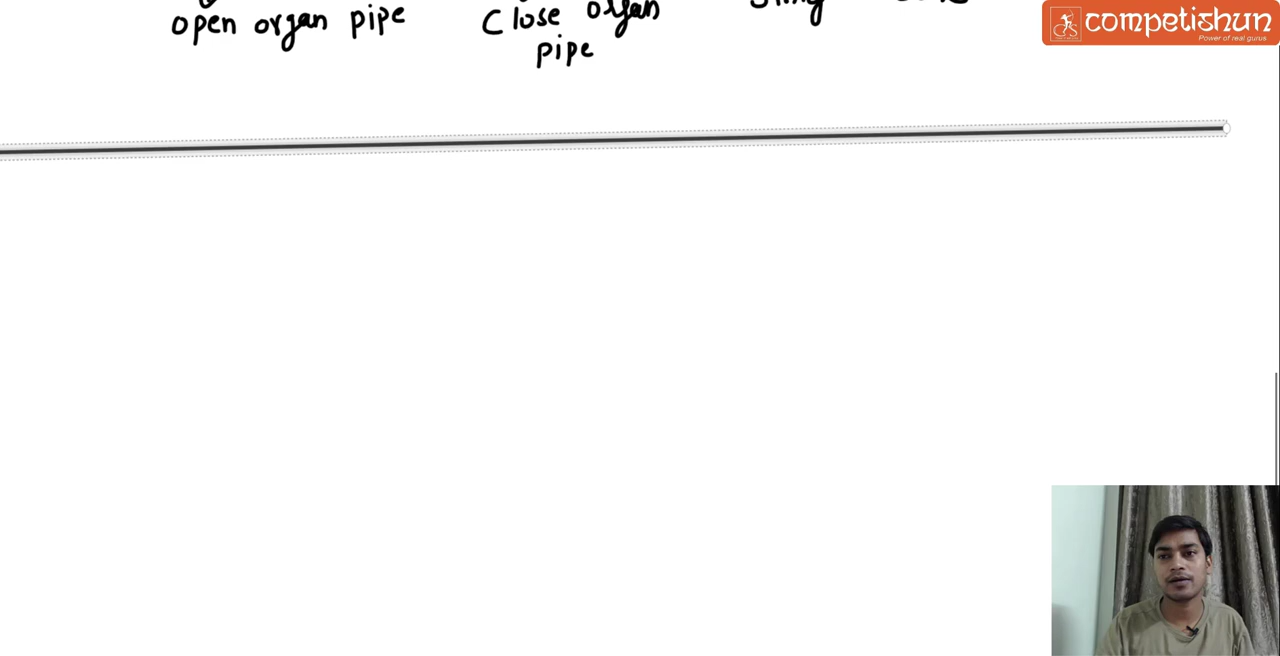 open organ pipe
Close organ
pipe
competishun
Power of real gurus